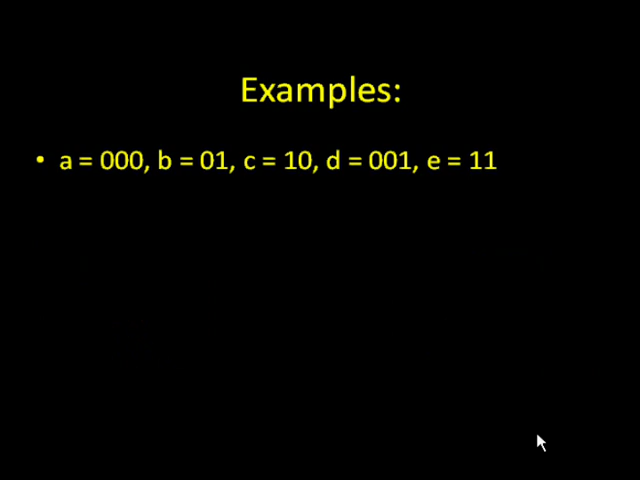 Examples:
• a = 000, b = 01, c = 10, d = 001, e = 11